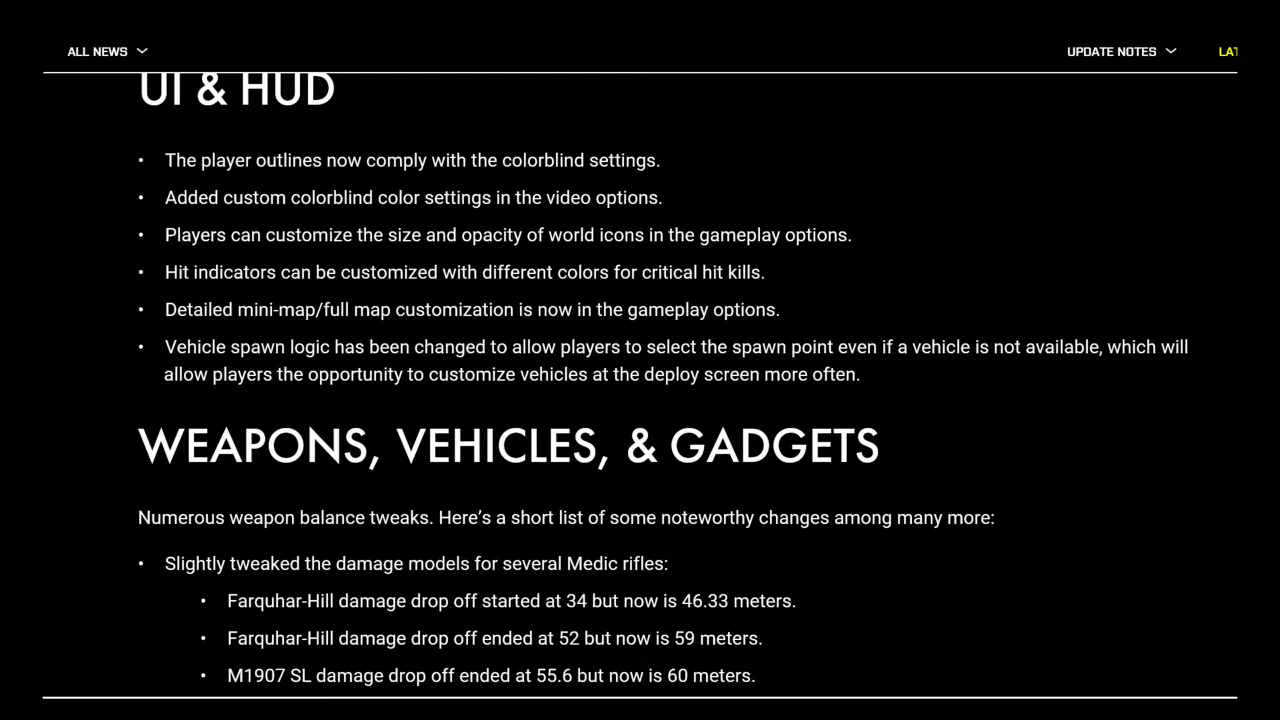 ALL NEWS
UPDATE NOTES
LAT
UI & HUD
• The player outlines now comply with the colorblind settings.
• Added custom colorblind color settings in the video options.
• Players can customize the size and opacity of world icons in the gameplay options.
• Hit indicators can be customized with different colors for critical hit kills.
• Detailed mini-map/full map customization is now in the gameplay options.
• Vehicle spawn logic has been changed to allow players to select the spawn point even if a vehicle is not available, which will
allow players the opportunity to customize vehicles at the deploy screen more often.
WEAPONS, VEHICLES, & GADGETS
Numerous weapon balance tweaks. Here’s a short list of some noteworthy changes among many more:
• Slightly tweaked the damage models for several Medic rifles:
• Farquhar-Hill damage drop off started at 34 but now is 46.33 meters.
• Farquhar-Hill damage drop off ended at 52 but now is 59 meters.
• M1907 SL damage drop off ended at 55.6 but now is 60 meters.